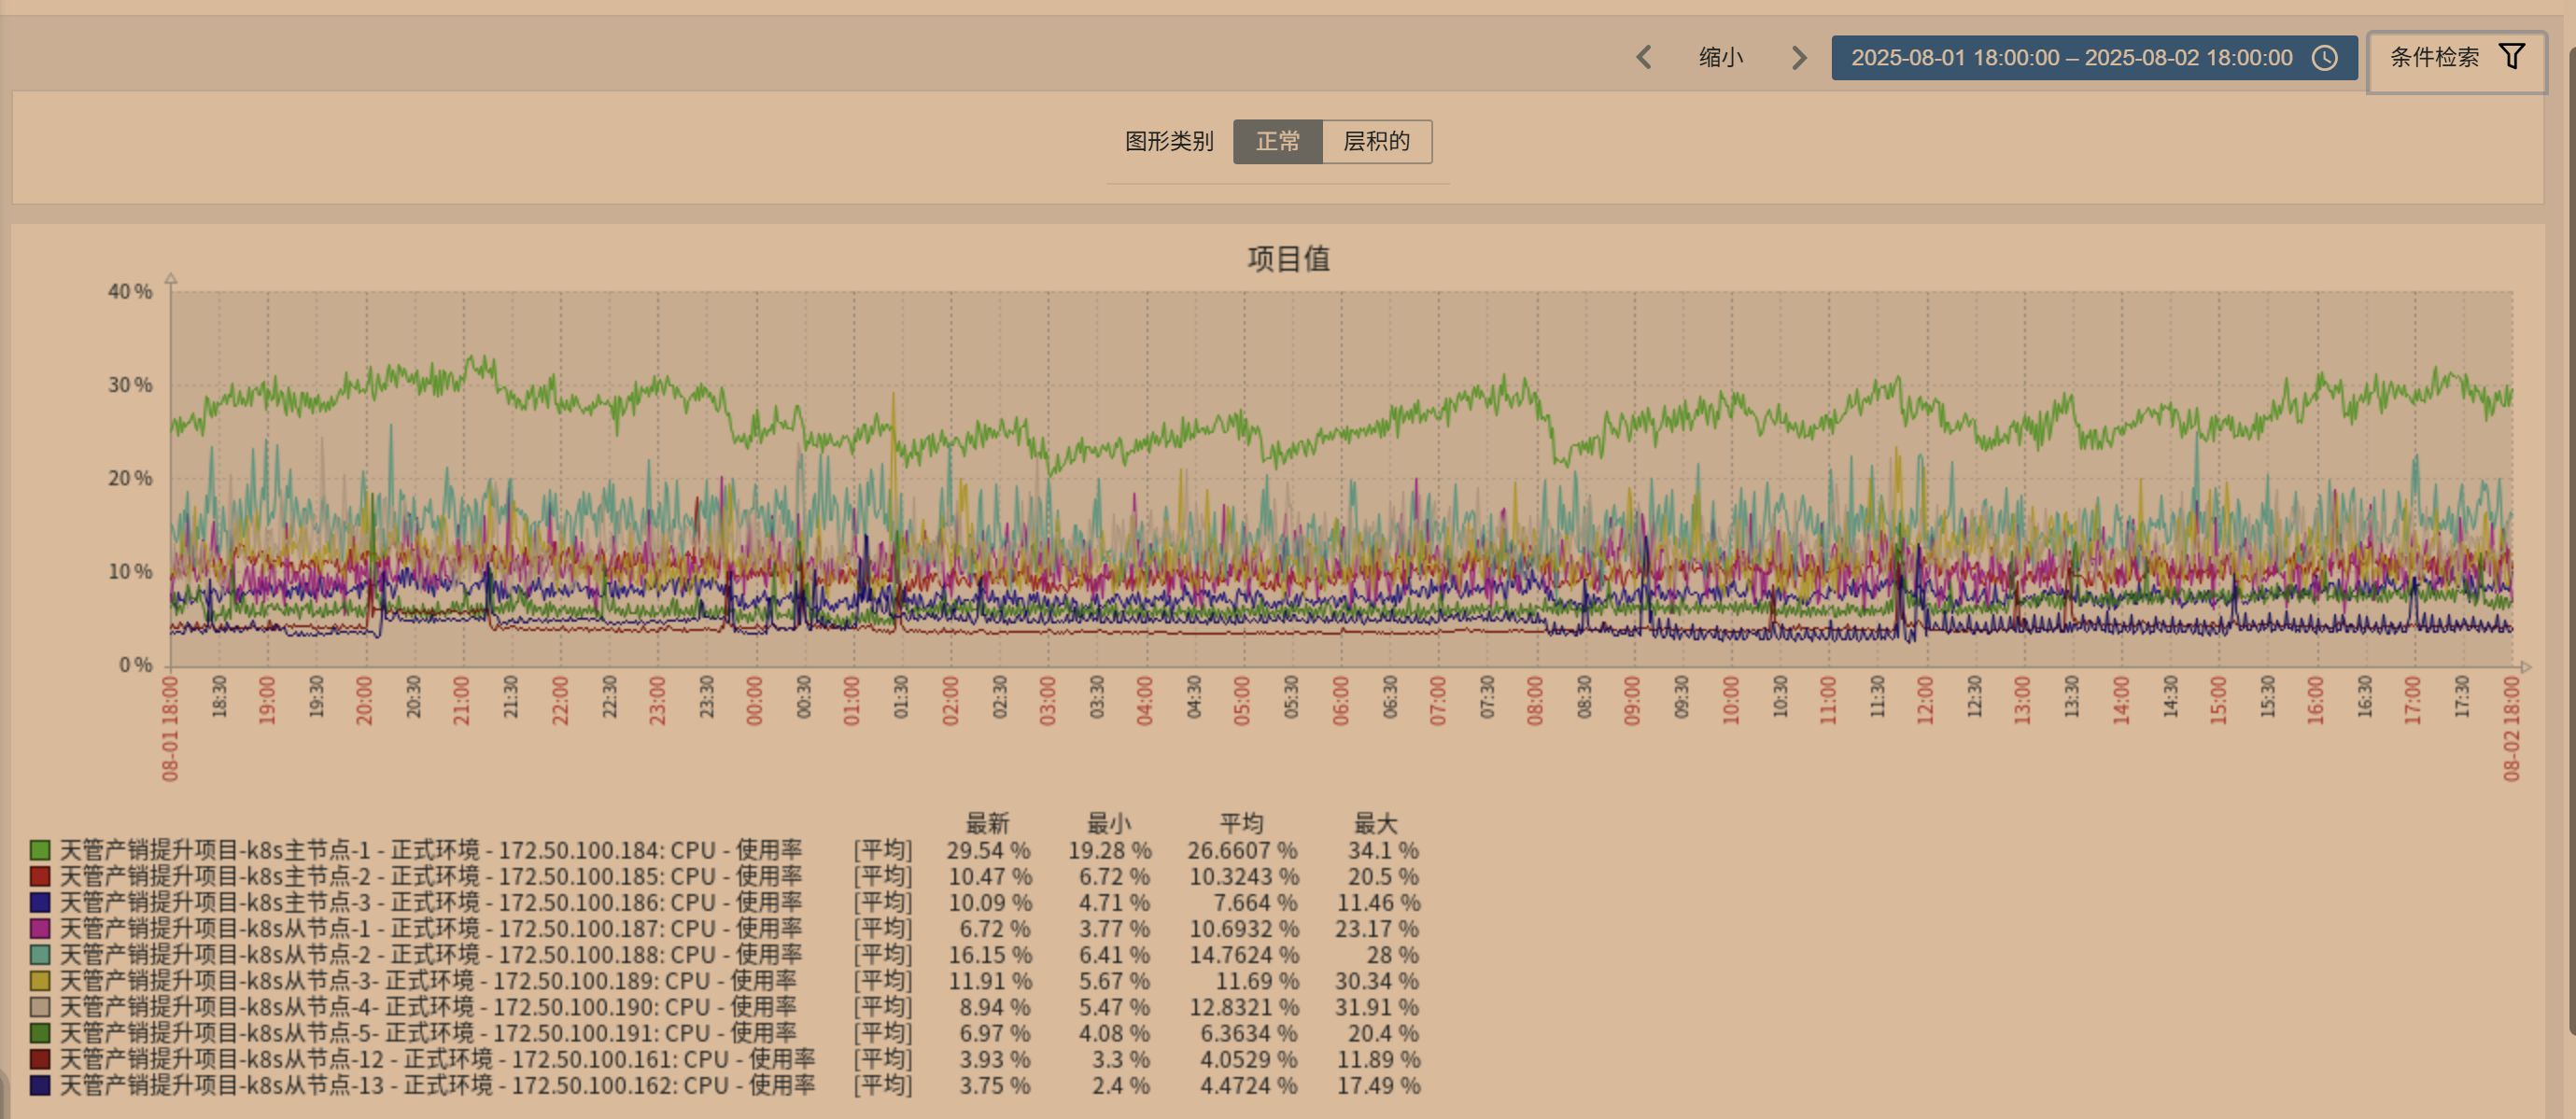 缩小 2025-08-01 18:00:00 – 2025-08-02 18:00:00 条件检索
图形类别 正常 层积的
项目值
40 %
30 %
20 %
10 %
0 %
08-01 18:00 18:30 19:00 19:30 20:00 20:30 21:00 21:30 22:00 22:30 23:00 23:30 00:00 00:30 01:00 01:30 02:00 02:30 03:00 03:30 04:00 04:30 05:00 05:30 06:00 06:30 07:00 07:30 08:00 08:30 09:00 09:30 10:00 10:30 11:00 11:30 12:00 12:30 13:00 13:30 14:00 14:30 15:00 15:30 16:00 16:30 17:00 17:30 08-02 18:00
最新 最小 平均 最大
天管产销提升项目-k8s主节点-1 - 正式环境 - 172.50.100.184: CPU - 使用率 [平均] 29.54 % 19.28 % 26.6607 % 34.1 %
天管产销提升项目-k8s主节点-2 - 正式环境 - 172.50.100.185: CPU - 使用率 [平均] 10.47 % 6.72 % 10.3243 % 20.5 %
天管产销提升项目-k8s主节点-3 - 正式环境 - 172.50.100.186: CPU - 使用率 [平均] 10.09 % 4.71 % 7.664 % 11.46 %
天管产销提升项目-k8s从节点-1 - 正式环境 - 172.50.100.187: CPU - 使用率 [平均] 6.72 % 3.77 % 10.6932 % 23.17 %
天管产销提升项目-k8s从节点-2 - 正式环境 - 172.50.100.188: CPU - 使用率 [平均] 16.15 % 6.41 % 14.7624 % 28 %
天管产销提升项目-k8s从节点-3- 正式环境 - 172.50.100.189: CPU - 使用率 [平均] 11.91 % 5.67 % 11.69 % 30.34 %
天管产销提升项目-k8s从节点-4- 正式环境 - 172.50.100.190: CPU - 使用率 [平均] 8.94 % 5.47 % 12.8321 % 31.91 %
天管产销提升项目-k8s从节点-5- 正式环境 - 172.50.100.191: CPU - 使用率 [平均] 6.97 % 4.08 % 6.3634 % 20.4 %
天管产销提升项目-k8s从节点-12 - 正式环境 - 172.50.100.161: CPU - 使用率 [平均] 3.93 % 3.3 % 4.0529 % 11.89 %
天管产销提升项目-k8s从节点-13 - 正式环境 - 172.50.100.162: CPU - 使用率 [平均] 3.75 % 2.4 % 4.4724 % 17.49 %